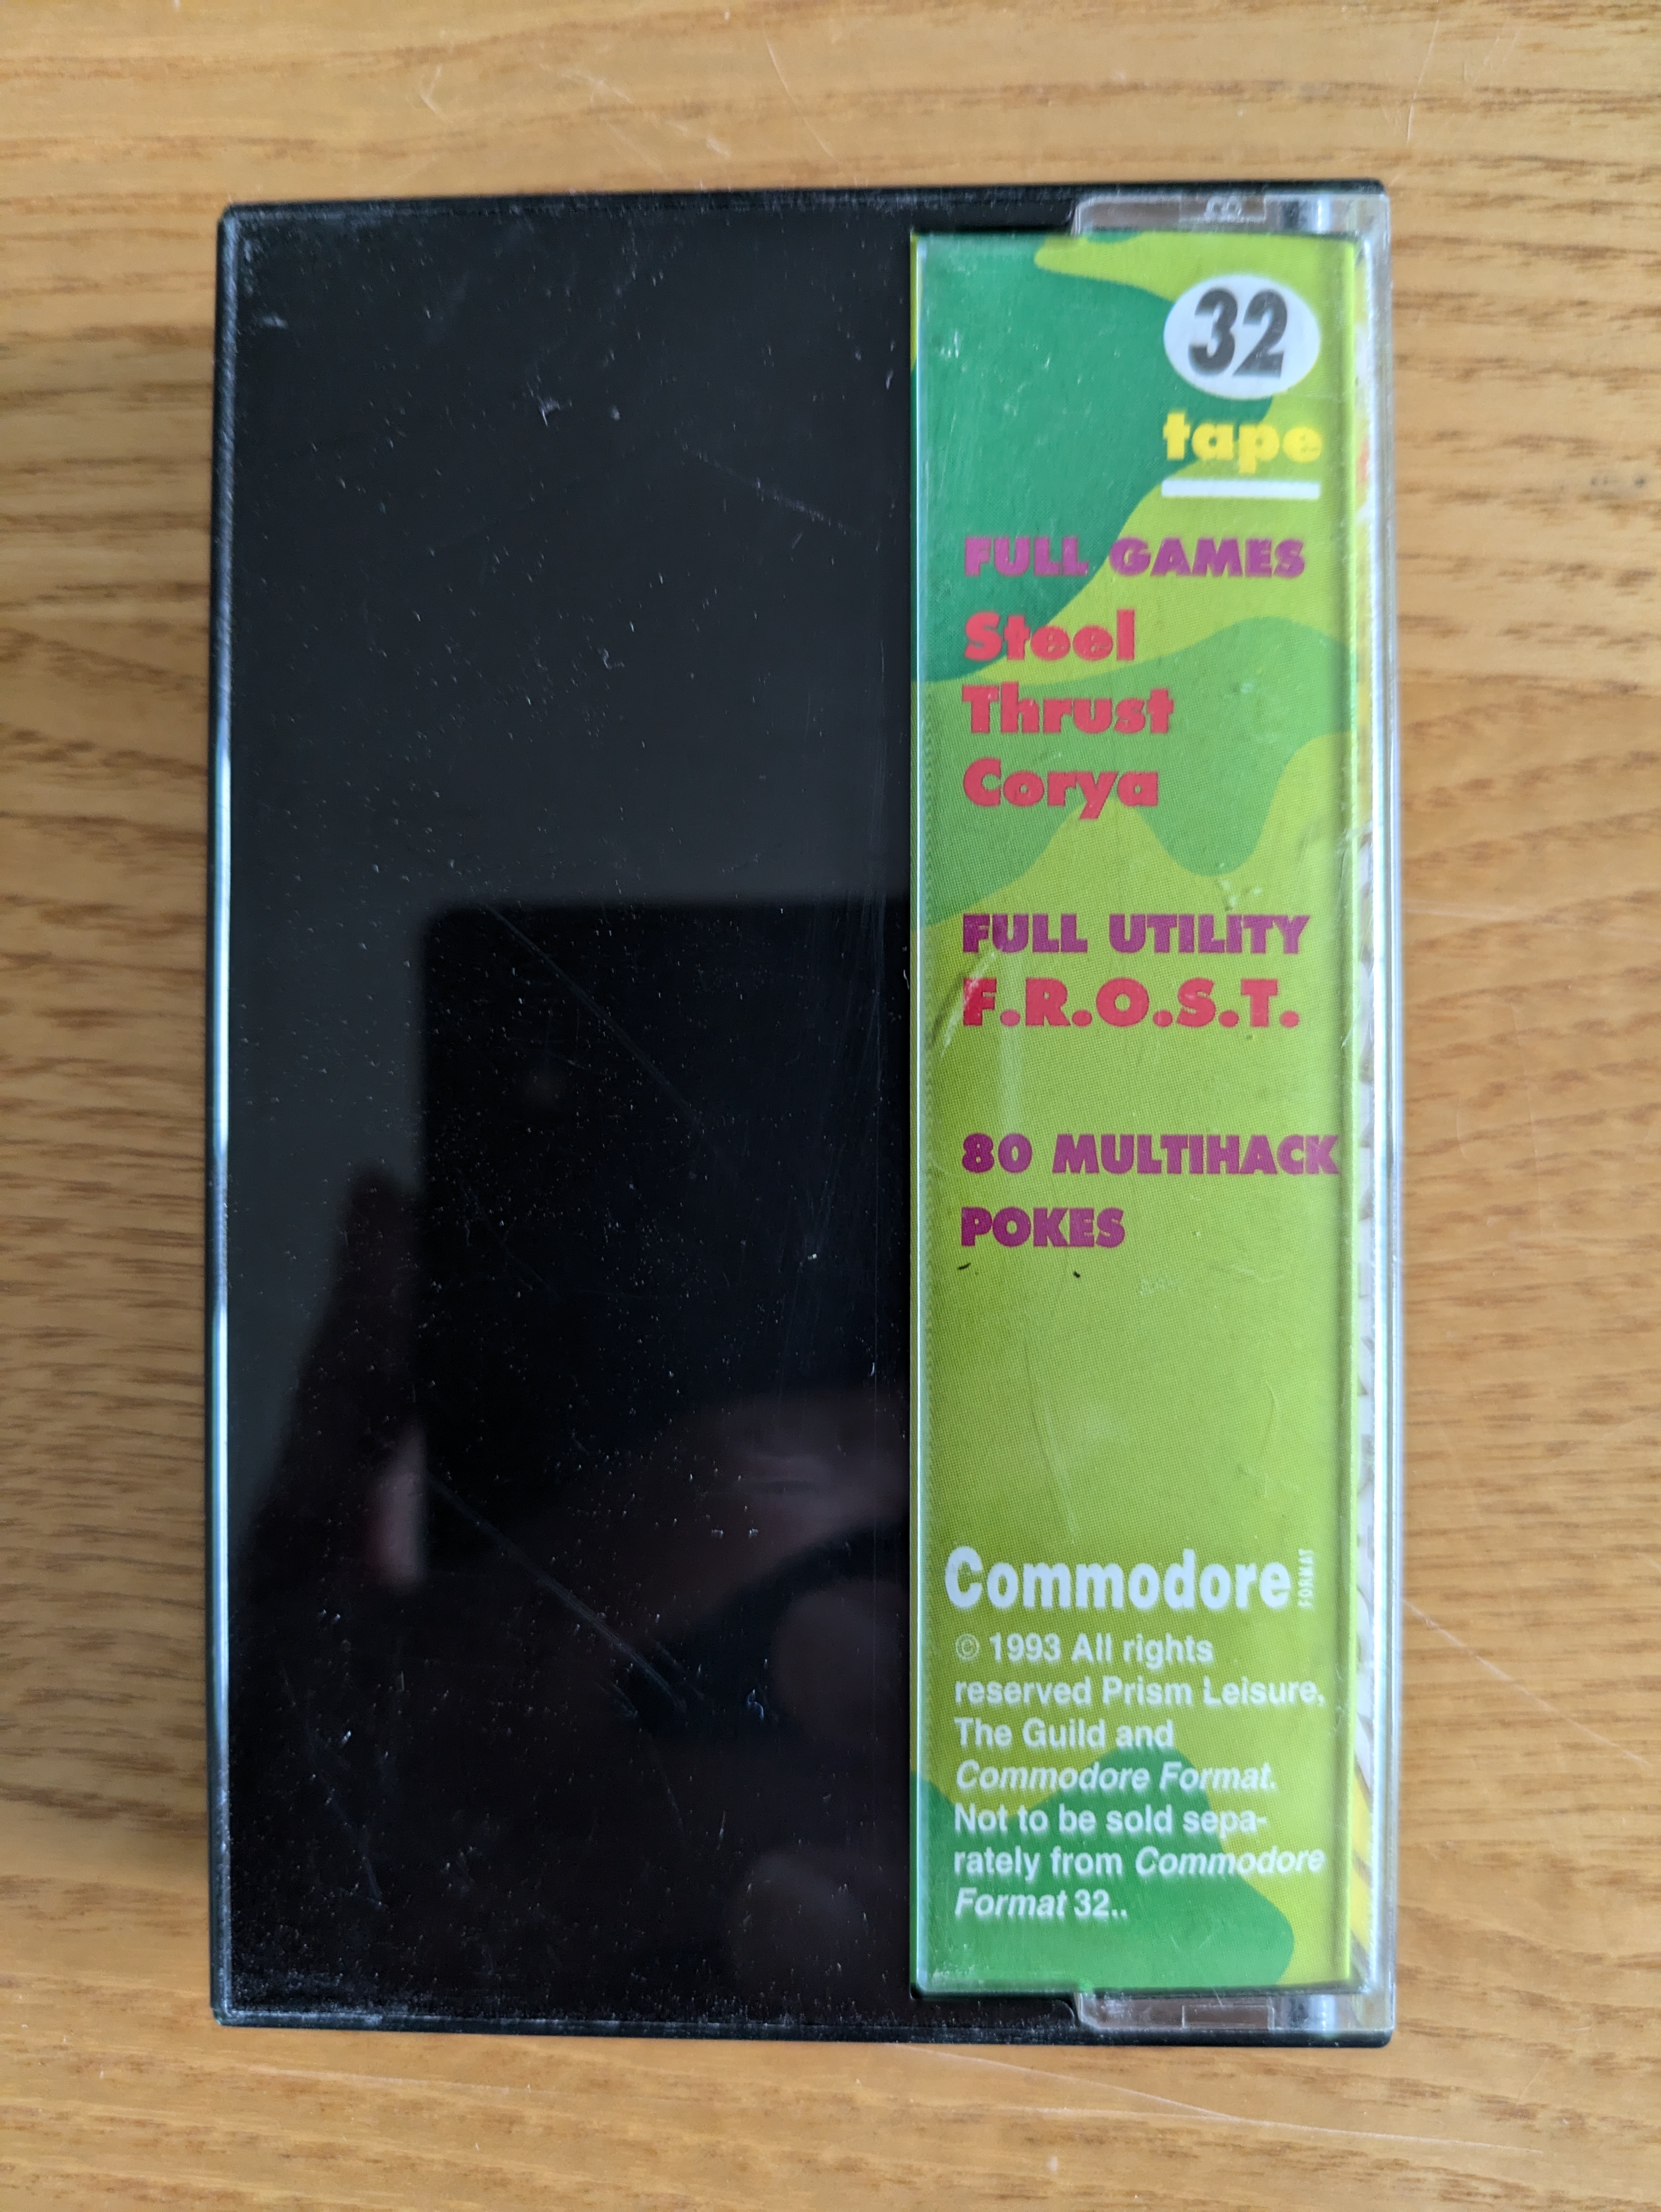 32
tape
FULL GAMES
Steel
Thrust
Corya
FULL UTILITY
F.R.O.S.T.
80 MULTIHACK
POKES
Commodore FORMAT
© 1993 All rights
reserved Prism Leisure,
The Guild and
Commodore Format.
Not to be sold sepa-
rately from Commodore
Format 32..